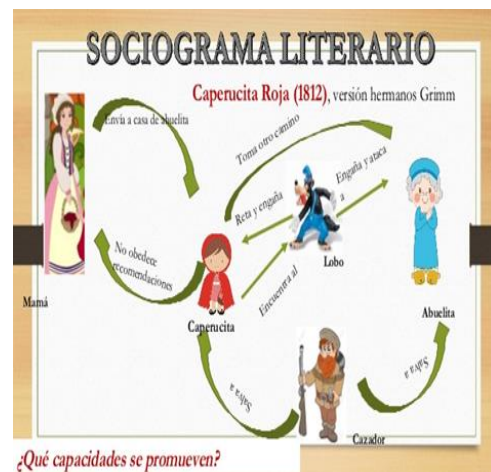 SOCIOGRAMA LITERARIO
Caperucita Roja (1812), versión hermanos Grimm
Envía a casa de abuelita
Toma otro camino
Engaña y ataca
a
Reta y engaña
Lobo
No obedece
recomendaciones
Encuentra al
Mamá
Caperucita
Abuelita
Salva a
Salva a
Cazador
¿Qué capacidades se promueven?